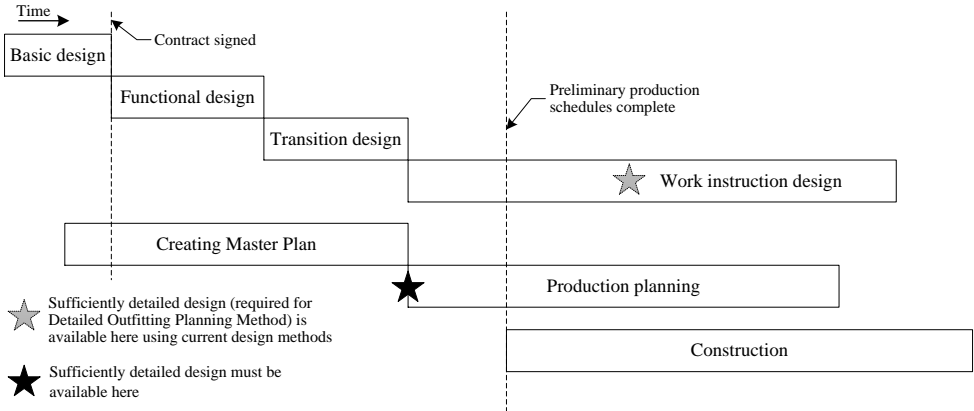 Time
Contract signed
Basic design
Functional design
Preliminary production
schedules complete
Transition design
Work instruction design
Creating Master Plan
Production planning
Sufficiently detailed design (required for
Detailed Outfitting Planning Method) is
available here using current design methods
Construction
Sufficiently detailed design must be
available here